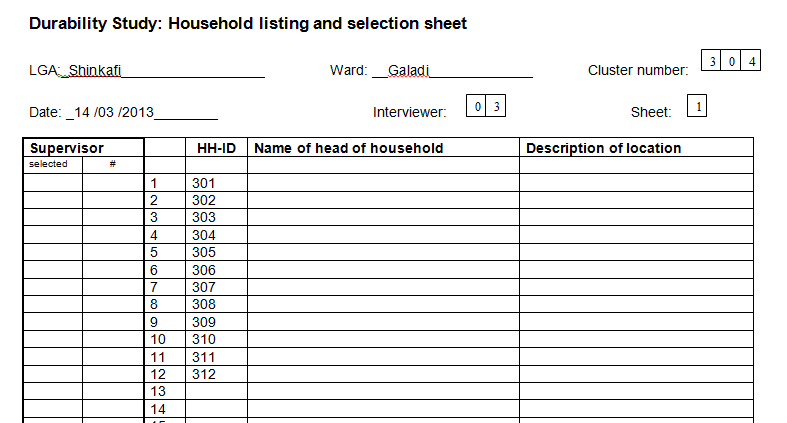 Durability Study: Household listing and selection sheet
LGA:__Shinkafi___________________ Ward: __Galadi______________ Cluster number: 3 0 4
Date: _14 /03 /2013_________ Interviewer: 0 3 Sheet: 1
Supervisor HH-ID Name of head of household Description of location
selected #
1 301
2 302
3 303
4 304
5 305
6 306
7 307
8 308
9 309
10 310
11 311
12 312
13
14